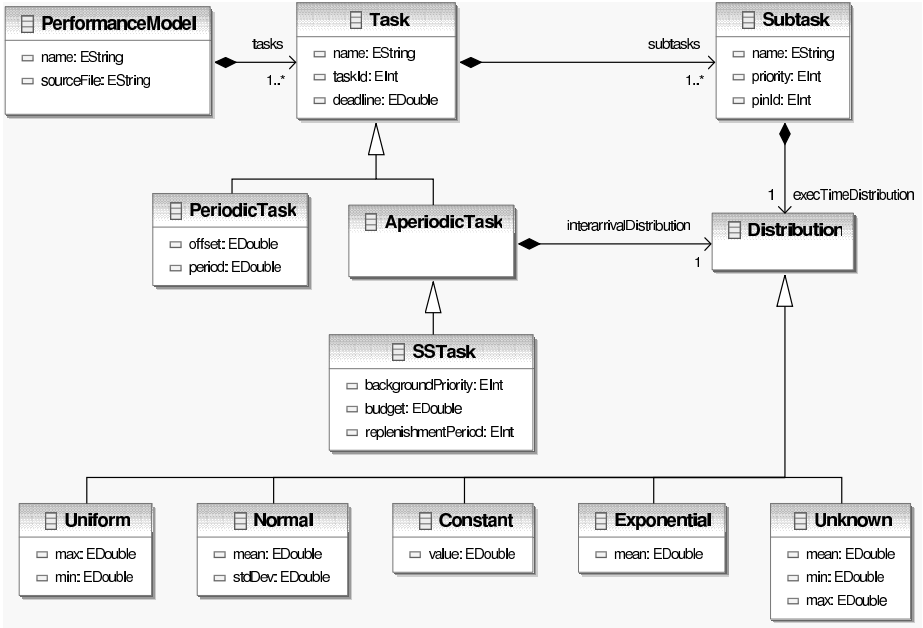 PerformanceModel
name: EString
sourceFile: EString
tasks
1..*
Task
name: EString
taskId: EInt
deadline: EDouble
subtasks
1..*
Subtask
name: EString
priority: EInt
pinId: EInt
1
execTimeDistribution
PeriodicTask
offset: EDouble
period: EDouble
AperiodicTask
interarrivalDistribution
1
Distribution
SSTask
backgroundPriority: EInt
budget: EDouble
replenishmentPeriod: EInt
Uniform
max: EDouble
min: EDouble
Normal
mean: EDouble
stdDev: EDouble
Constant
value: EDouble
Exponential
mean: EDouble
Unknown
mean: EDouble
min: EDouble
max: EDouble